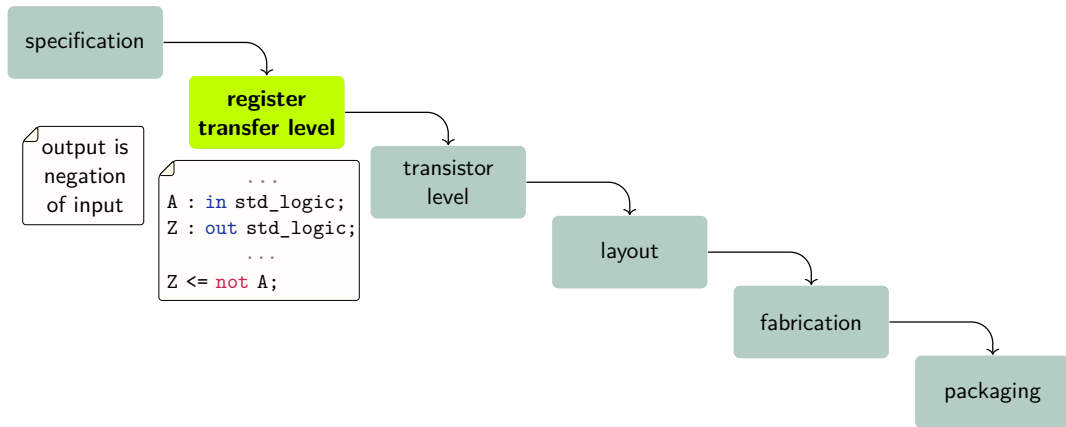 specification
register
transfer level
output is
negation
of input
...
A : in std_logic;
Z : out std_logic;
...
Z <= not A;
transistor
level
layout
fabrication
packaging